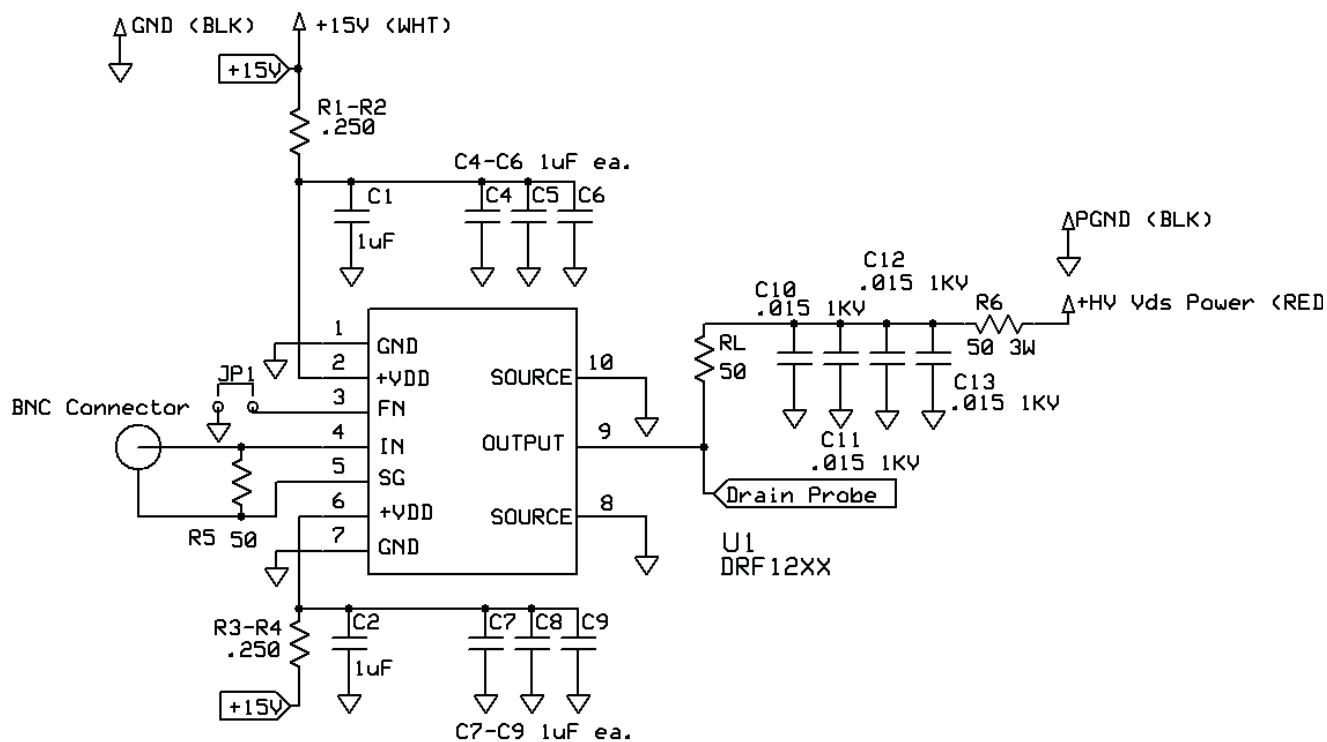 GND (BLK)
+15V (WHT)
+15V
R1-R2
.250
C4-C6 1uF ea.
C1
1uF
C4
C5
C6
PGND (BLK)
+HV Vds Power (RED
C12
.015 1KV
C10
.015 1KV
R6
50 3W
RL
50
C13
.015 1KV
C11
.015 1KV
1
GND
2
+VDD
JP1
3
FN
BNC Connector
4
IN
5
SG
6
+VDD
7
GND
R5 50
SOURCE
10
OUTPUT
9
SOURCE
8
Drain Probe
U1
DRF12XX
R3-R4
.250
C2
1uF
C7
C8
C9
+15V
C7-C9 1uF ea.